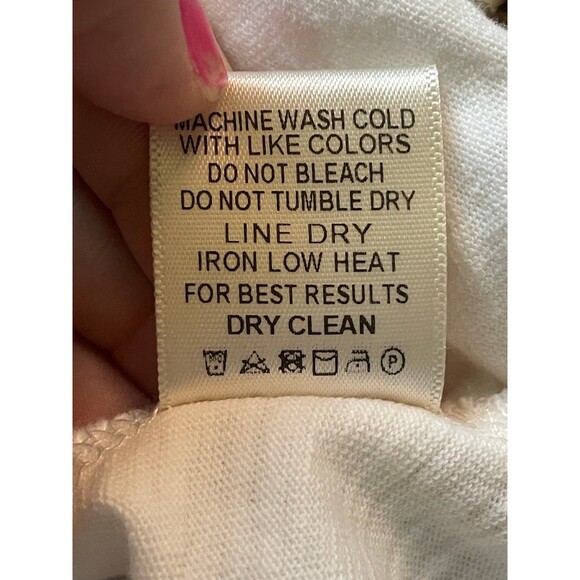 MACHINE WASH COLD
WITH LIKE COLORS
DO NOT BLEACH
DO NOT TUMBLE DRY
LINE DRY
IRON LOW HEAT
FOR BEST RESULTS
DRY CLEAN
P